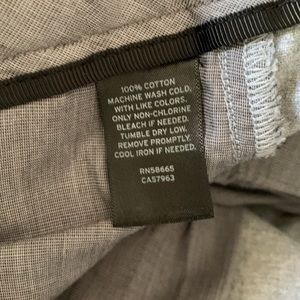 100% COTTON
MACHINE WASH COLD,
WITH LIKE COLORS.
ONLY NON-CHLORINE
BLEACH IF NEEDED.
TUMBLE DRY LOW.
REMOVE PROMPTLY.
COOL IRON IF NEEDED.
RN58665
CA57963